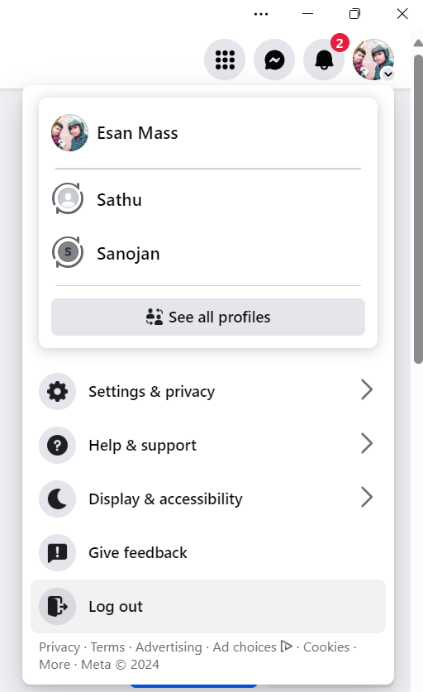 2
Esan Mass
Sathu
S
Sanojan
See all profiles
Settings & privacy
Help & support
Display & accessibility
Give feedback
Log out
Privacy · Terms · Advertising · Ad choices · Cookies ·
More · Meta © 2024